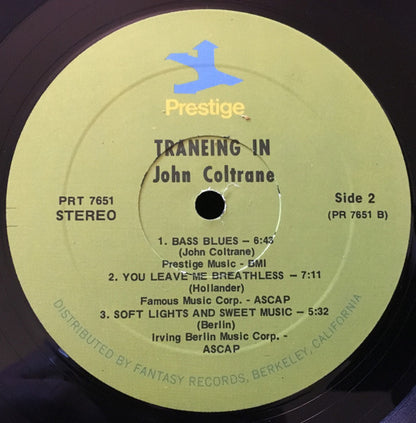 Prestige
TRANEING IN
John Coltrane
PRT 7651
STEREO
Side 2
(PR 7651 B)
1. BASS BLUES – 6:43
(John Coltrane)
Prestige Music - BMI
2. YOU LEAVE ME BREATHLESS – 7:11
(Hollander)
Famous Music Corp. - ASCAP
3. SOFT LIGHTS AND SWEET MUSIC – 5:32
(Berlin)
Irving Berlin Music Corp. -
ASCAP
DISTRIBUTED BY FANTASY RECORDS, BERKELEY, CALIFORNIA